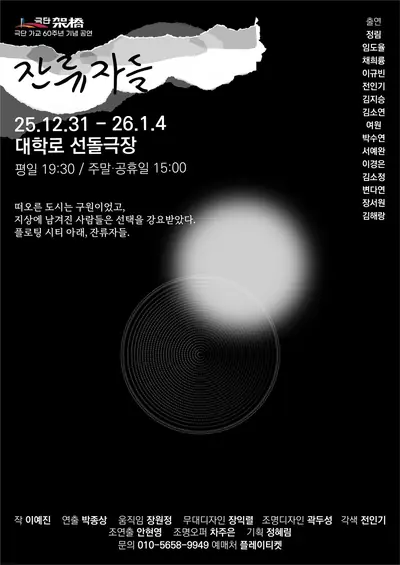 극단 架橋
극단 가교 60주년 기념 공연
잔류자들
25.12.31 – 26.1.4
대학로 선돌극장
평일 19:30 / 주말·공휴일 15:00
떠오른 도시는 구원이었고,
지상에 남겨진 사람들은 선택을 강요받았다.
플로팅 시티 아래, 잔류자들.
출연
정림
임도율
채희룡
이규빈
전인기
김지승
김소연
여원
박수연
서예완
이경은
김소정
변다연
장서원
김해랑
작 이예진 연출 박종상 움직임 장원정 무대디자인 장익렬 조명디자인 곽두성 각색 전인기
조연출 안현영 조명오퍼 차주은 기획 정혜림
문의 010-5658-9949 예매처 플레이티켓